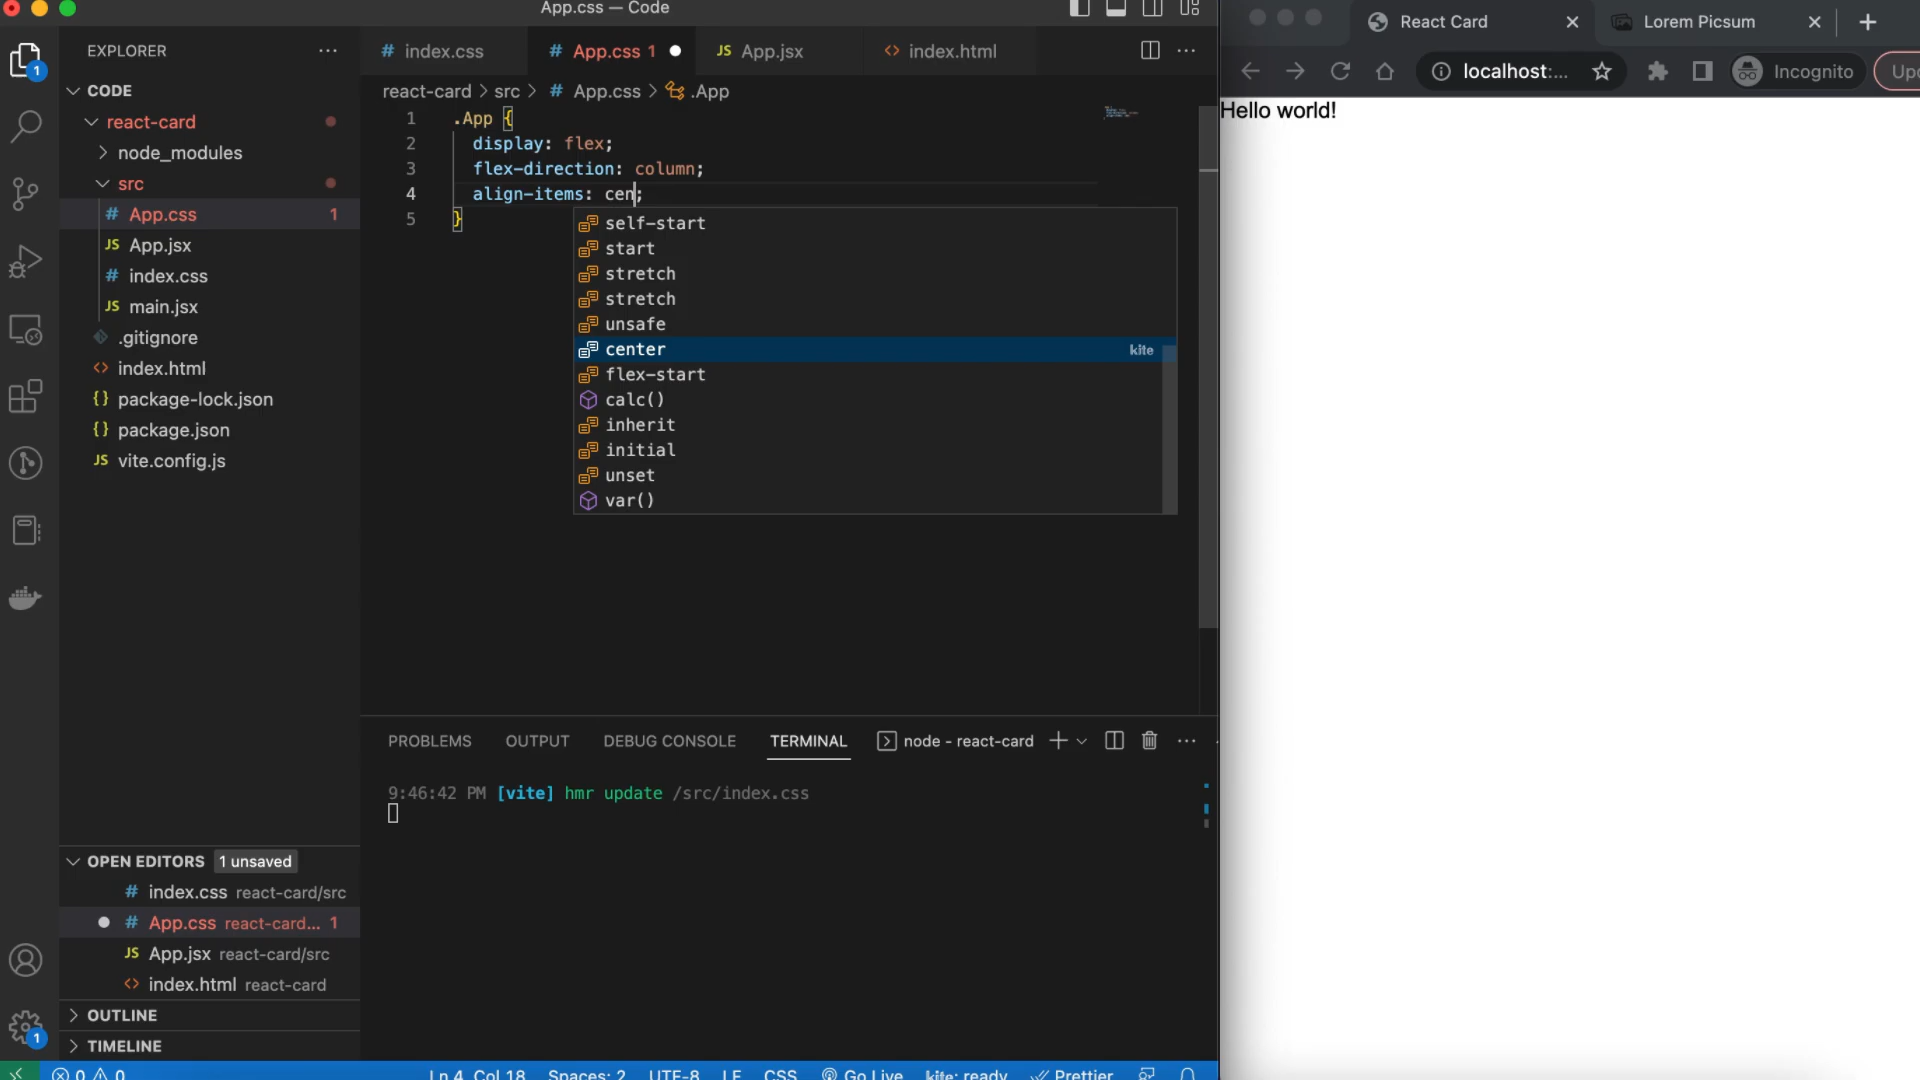 App.css — Code
EXPLORER
CODE
react-card
node_modules
src
App.css 1
App.jsx
index.css
main.jsx
.gitignore
index.html
package-lock.json
package.json
vite.config.js
OPEN EDITORS 1 unsaved
index.css react-card/src
App.css react-card... 1
App.jsx react-card/src
index.html react-card
OUTLINE
TIMELINE
1
1
index.css
App.css 1
App.jsx
index.html
react-card > src > # App.css > .App
1 .App {
2 display: flex;
3 flex-direction: column;
4 align-items: cen;
5 }
self-start
start
stretch
stretch
unsafe
center kite
flex-start
calc()
inherit
initial
unset
var()
PROBLEMS OUTPUT DEBUG CONSOLE TERMINAL node - react-card
9:46:42 PM [vite] hmr update /src/index.css
0 0 Ln 4, Col 18 Spaces: 2 UTF-8 LF CSS Go Live kite: ready Prettier
React Card
Lorem Picsum
localhost:...
Incognito
Hello world!